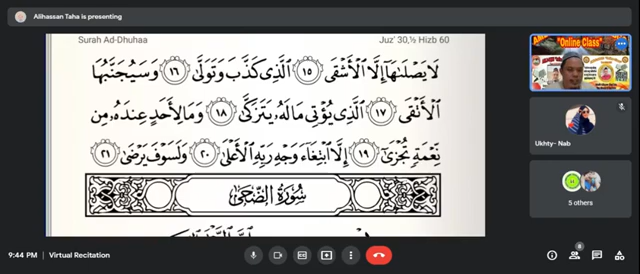 Alihassan Taha is presenting
Surah Ad-Dhuhaa
Juz' 30,½ Hizb 60
لَا يَصْلَىٰهَآ إِلَّا ٱلْأَشْقَى ١٥ ٱلَّذِى كَذَّبَ وَتَوَلَّىٰ ١٦ وَسَيُجَنَّبُهَا
ٱلْأَتْقَى ١٧ ٱلَّذِى يُؤْتِى مَالَهُۥ يَتَزَكَّىٰ ١٨ وَمَا لِأَحَدٍ عِندَهُۥ مِن
نِّعْمَةٍ تُجْزَىٰٓ ١٩ إِلَّا ٱبْتِغَآءَ وَجْهِ رَبِّهِ ٱلْأَعْلَىٰ ٢٠ وَلَسَوْفَ يَرْضَىٰ ٢١
سُورَةُ الضُّحَىٰ
"Online Class"
Ukhty- Nab
5 others
9:44 PM | Virtual Recitation